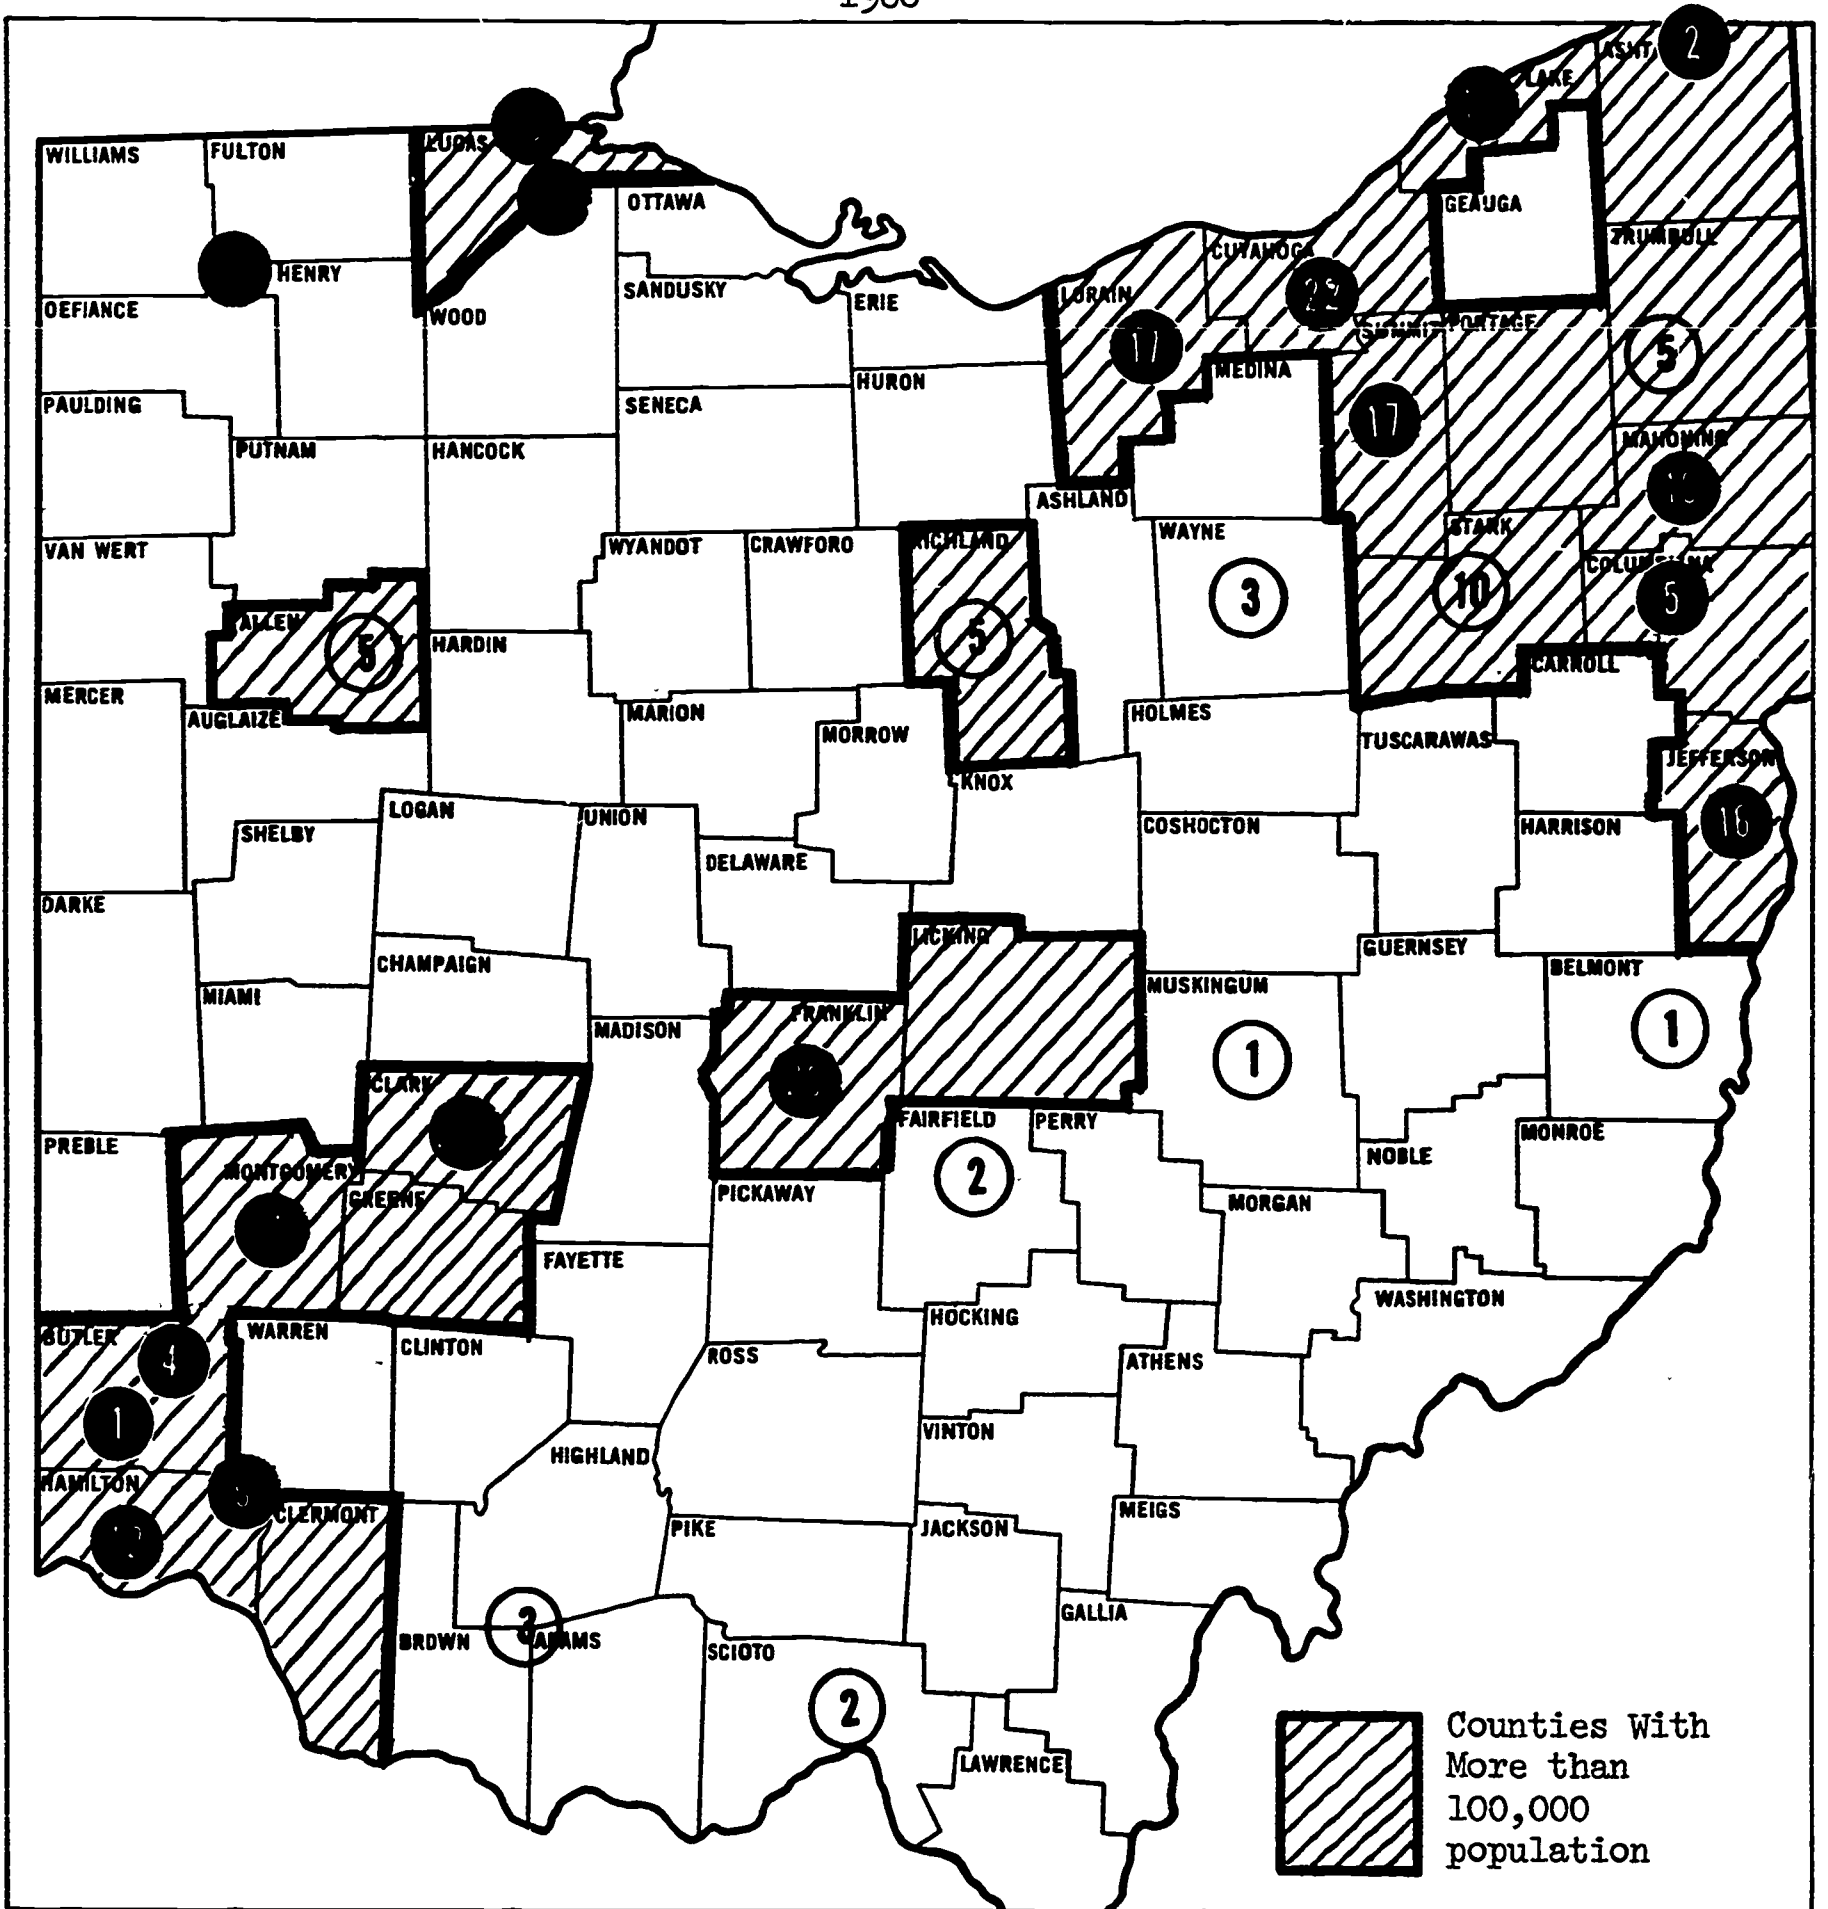 2
ASHT
LAKE
LUCAS
WILLIAMS
FULTON
OTTAWA
GEAUGA
TRUMBULL
CUYAHOGA
HENRY
SANDUSKY
ERIE
LORAIN
22
DEFIANCE
WOOD
SUMMIT
PORTAGE
17
5
MEDINA
HURON
PAULDING
SENECA
17
MAHONING
PUTNAM
HANCOCK
ASHLAND
STARK
VAN WERT
WYANDOT
CRAWFORD
RICHLAND
WAYNE
COLUMBIANA
3
10
5
ALLEN
5
5
HARDIN
CARROLL
MERCER
AUGLAIZE
MARION
MORROW
HOLMES
TUSCARAWAS
JEFFERSON
KNOX
LOGAN
UNION
SHELBY
COSHOCTON
HARRISON
16
DELAWARE
DARKE
LICKING
GUERNSEY
CHAMPAIGN
BELMONT
MIAMI
MUSKINGUM
FRANKLIN
MADISON
1
1
CLARK
FAIRFIELD
PERRY
PREBLE
MONROE
NOBLE
MONTGOMERY
2
GREENE
PICKAWAY
MORGAN
FAYETTE
WASHINGTON
HOCKING
BUTLER
WARREN
CLINTON
4
ROSS
ATHENS
1
VINTON
HIGHLAND
HAMILTON
CLERMONT
MEIGS
PIKE
JACKSON
GALLIA
BROWN
ADAMS
SCIOTO
2
LAWRENCE
Counties With
More than
100,000
population